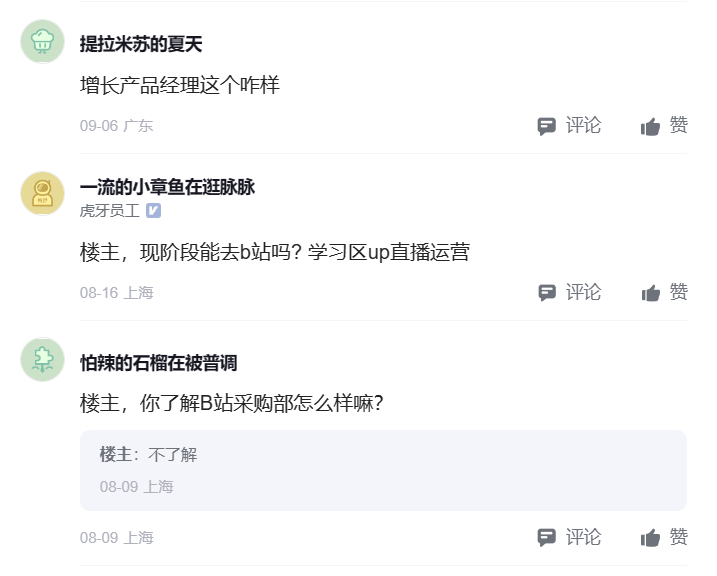 提拉米苏的夏天
增长产品经理这个咋样
09-06 广东
评论 赞
一流的小章鱼在逛脉脉
虎牙员工 V
楼主，现阶段能去b站吗? 学习区up直播运营
08-16 上海
评论 赞
怕辣的石榴在被普调
楼主，你了解B站采购部怎么样嘛?
楼主：不了解
08-09 上海
08-09 上海
评论 赞